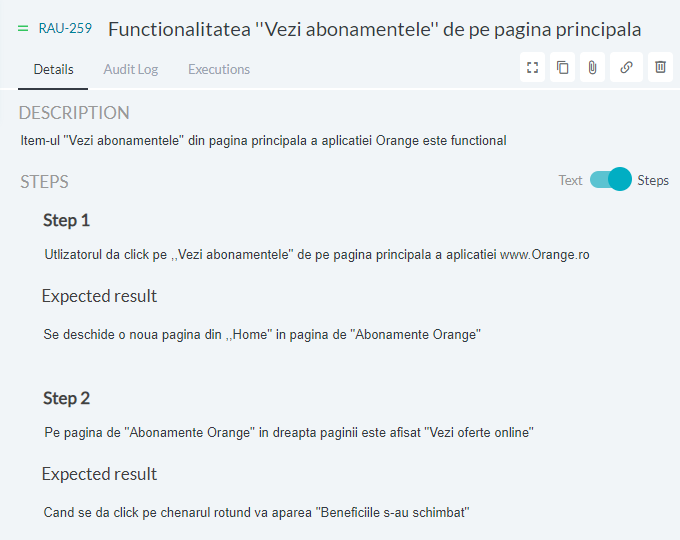 RAU-259 Functionalitatea ''Vezi abonamentele'' de pe pagina principala
Details Audit Log Executions
DESCRIPTION
Item-ul "Vezi abonamentele" din pagina principala a aplicatiei Orange este functional
STEPS Text Steps
Step 1
Utlizatorul da click pe ,,Vezi abonamentele" de pe pagina principala a aplicatiei www.Orange.ro
Expected result
Se deschide o noua pagina din ,,Home" in pagina de "Abonamente Orange"
Step 2
Pe pagina de "Abonamente Orange" in dreapta paginii este afisat "Vezi oferte online"
Expected result
Cand se da click pe chenarul rotund va aparea "Beneficiile s-au schimbat"